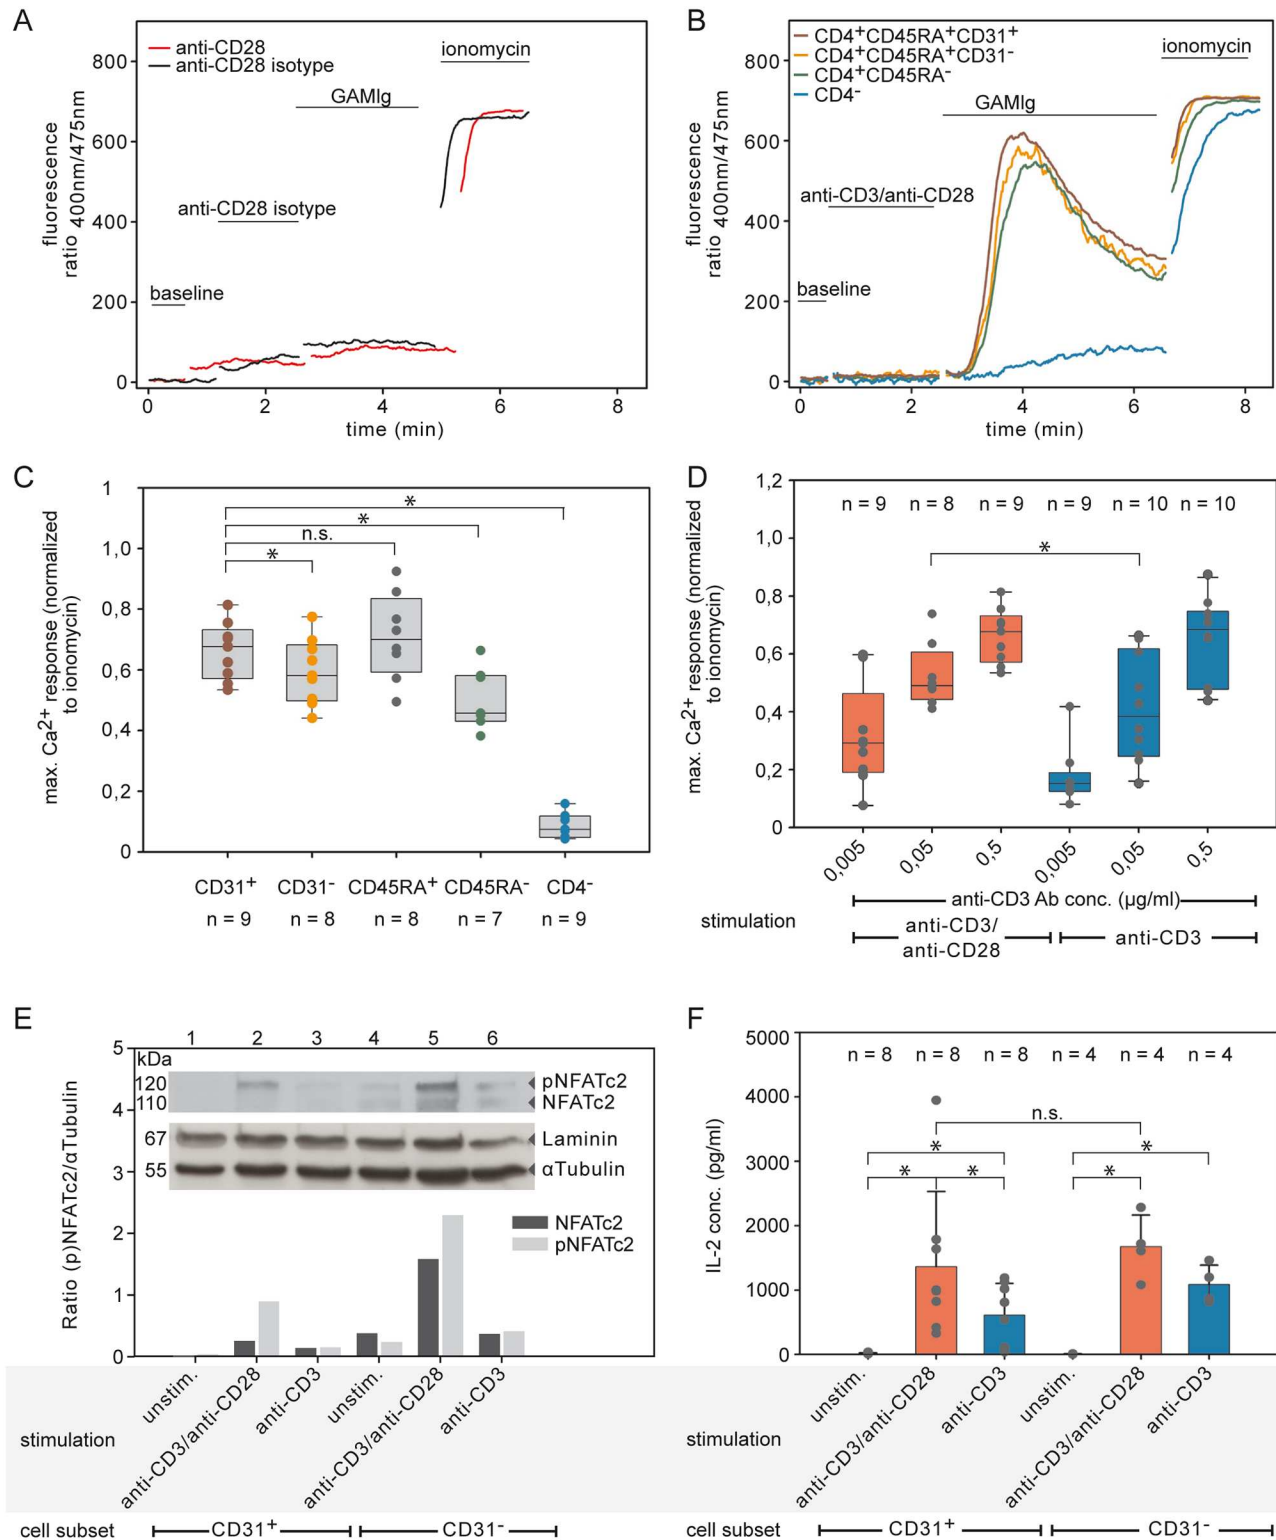 A
fluorescence
ratio 400nm/475nm
800
600
400
200
0
anti-CD28
anti-CD28 isotype
GAMIg
ionomycin
anti-CD28 isotype
baseline
0 2 4 6 8
time (min)
B
fluorescence
ratio 400nm/475nm
800
600
400
200
0
CD4+CD45RA+CD31+
CD4+CD45RA+CD31-
CD4+CD45RA-
CD4-
ionomycin
GAMIg
anti-CD3/anti-CD28
baseline
0 2 4 6 8
time (min)
C
max. Ca2+ response (normalized
to ionomycin)
1
1,0
0,8
0,6
0,4
0,2
0
*
*
n.s.
*
CD31+ CD31- CD45RA+ CD45RA- CD4-
n = 9 n = 8 n = 8 n = 7 n = 9
D
max. Ca2+ response (normalized
to ionomycin)
1,2
1,0
0,8
0,6
0,4
0,2
0
n = 9 n = 8 n = 9 n = 9 n = 10 n = 10
*
0,005 0,05 0,5 0,005 0,05 0,5
anti-CD3 Ab conc. (µg/ml)
stimulation
anti-CD3/
anti-CD28
anti-CD3
E
Ratio (p)NFATc2/αTubulin
5
4
3
2
1
0
1 2 3 4 5 6
kDa
120
110
67
55
pNFATc2
NFATc2
Laminin
αTubulin
NFATc2
pNFATc2
unstim.
anti-CD3/anti-CD28
anti-CD3
unstim.
anti-CD3/anti-CD28
anti-CD3
stimulation
cell subset
CD31+
CD31-
F
IL-2 conc. (pg/ml)
5000
4000
3000
2000
1000
0
n = 8 n = 8 n = 8 n = 4 n = 4 n = 4
n.s.
* *
* * *
unstim.
anti-CD3/anti-CD28
anti-CD3
unstim.
anti-CD3/anti-CD28
anti-CD3
stimulation
cell subset
CD31+
CD31-